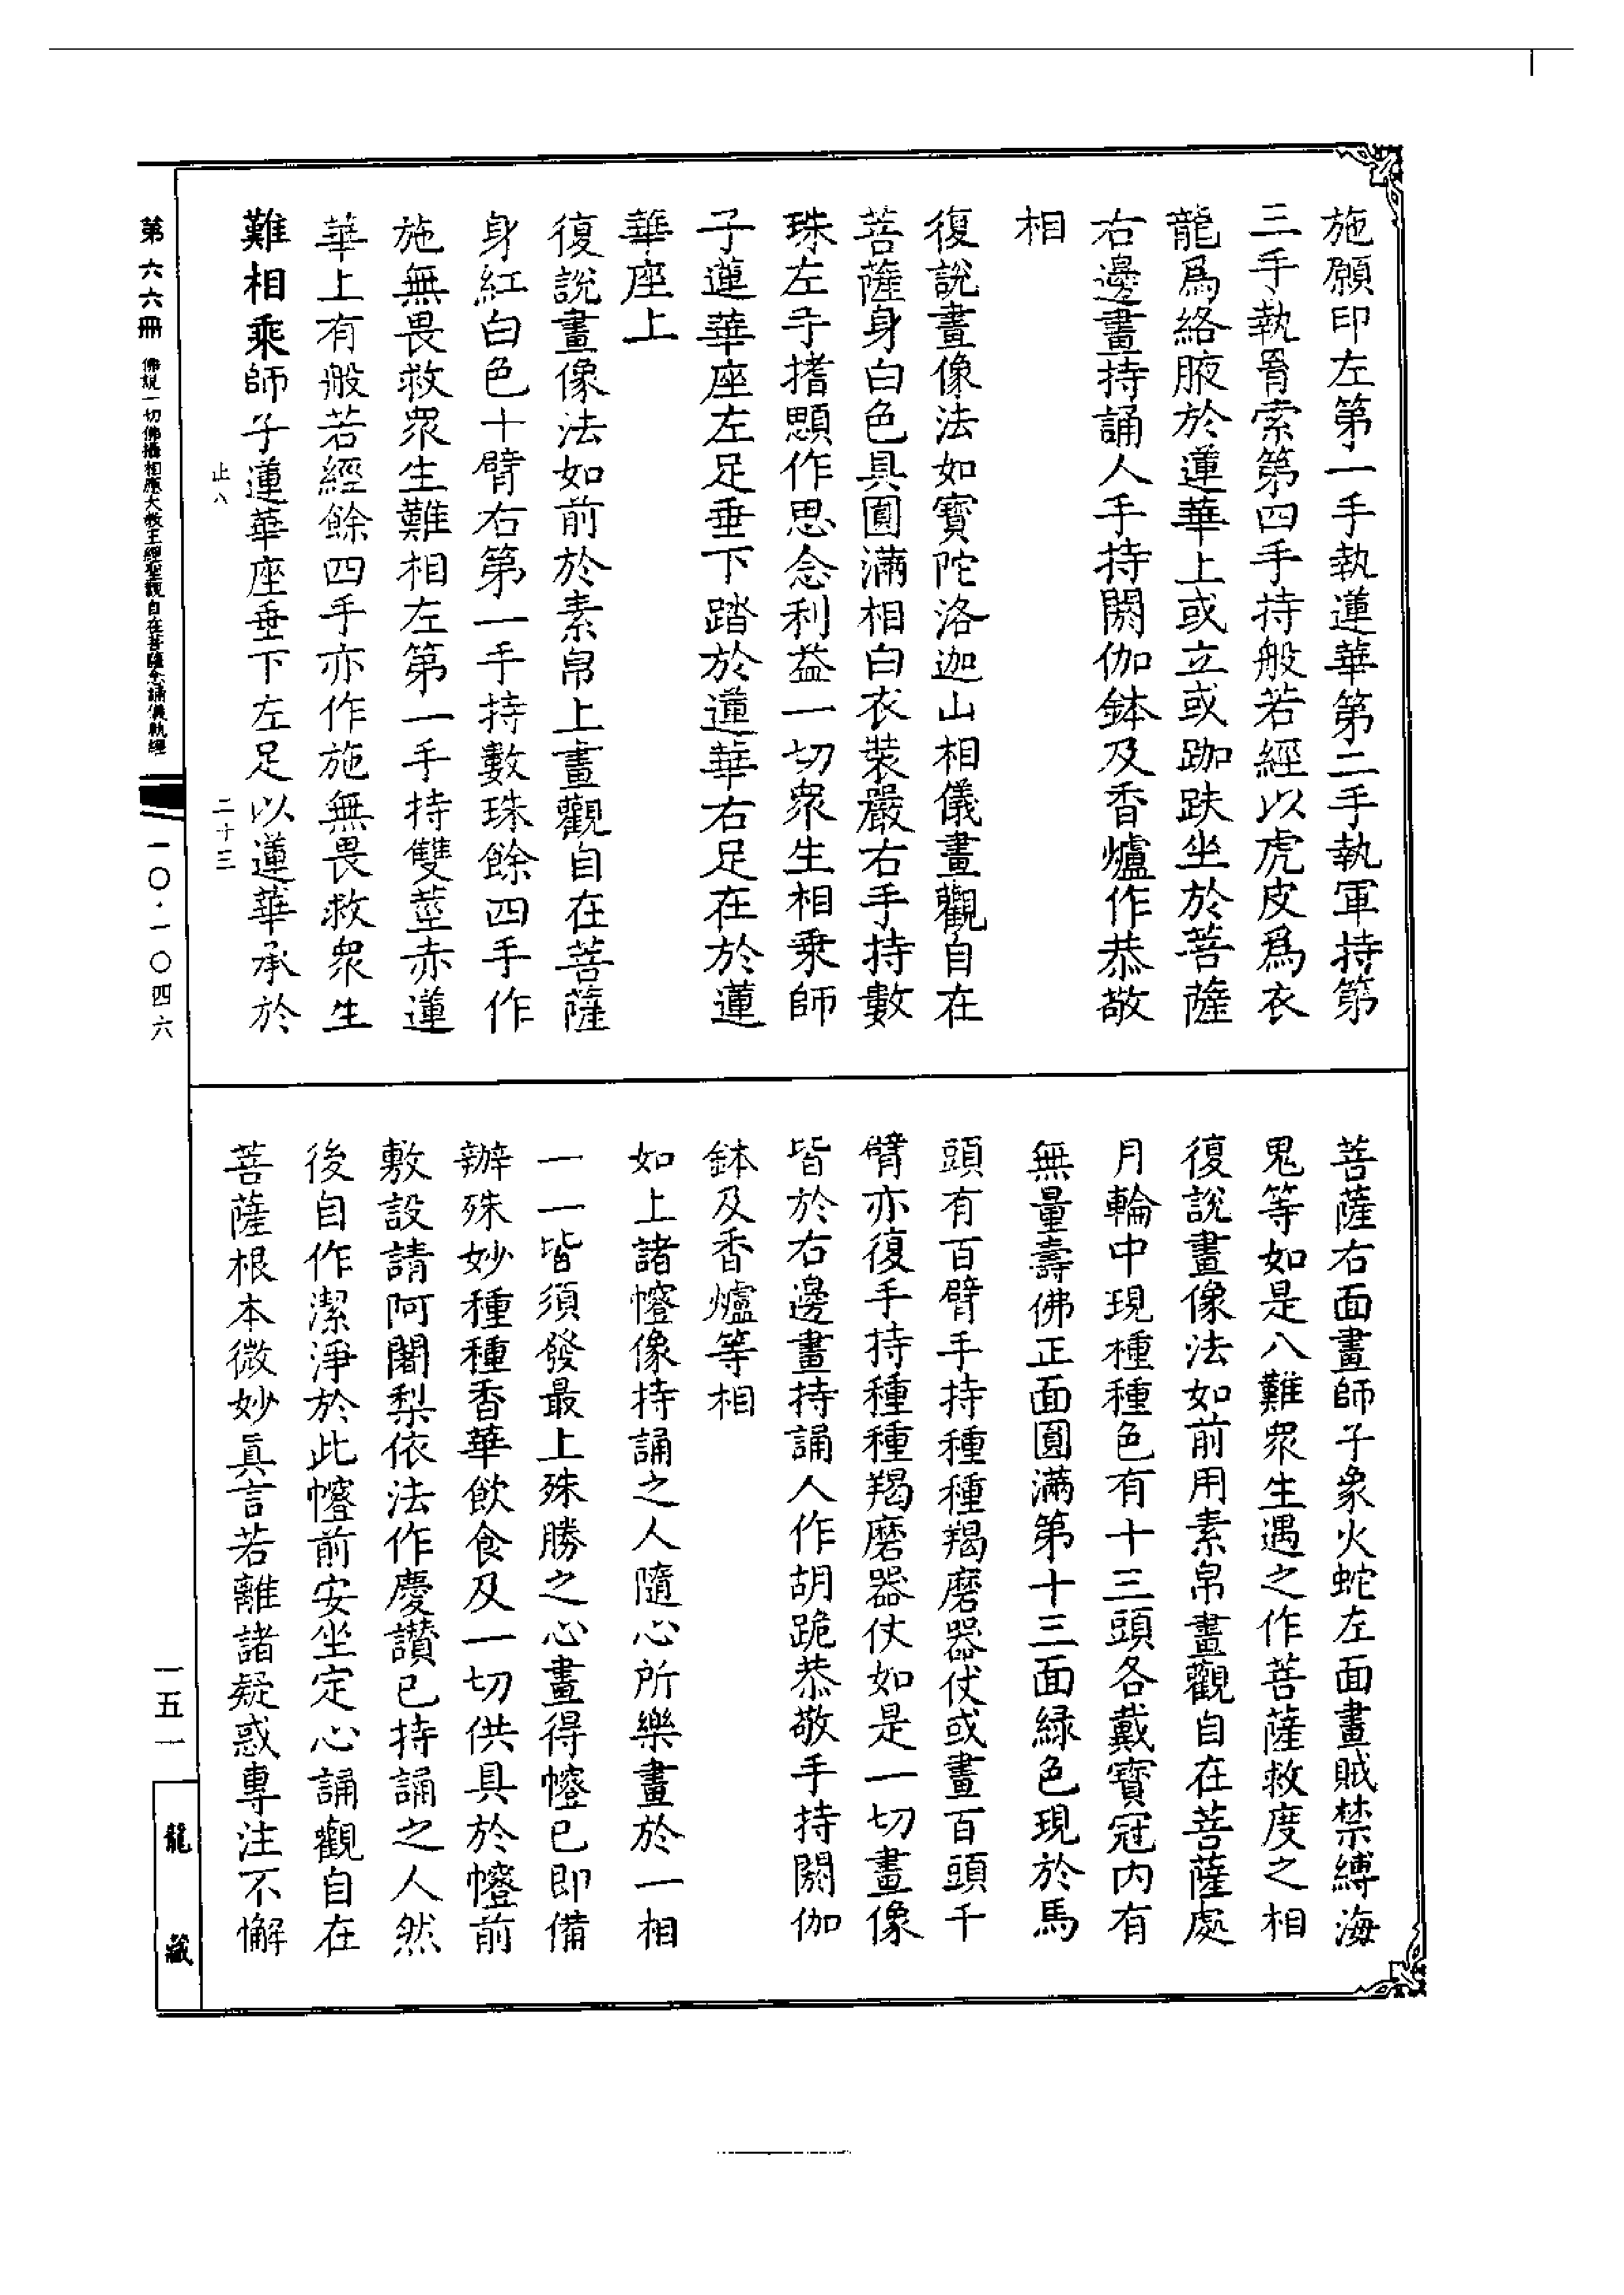 施願印左第一手執蓮華第二手執軍持第
三手執罥索第四手持般若經以虎皮爲衣
龍爲絡腋於蓮華上或立或跏趺坐於菩薩
右邊畫持誦人手持閼伽鉢及香爐作恭敬
相
復說畫像法如寶陀洛迦山相儀畫觀自在
菩薩身白色具圓滿相白衣裝嚴右手持數
珠左手搘顋作思念利益一切衆生相乘師
子蓮華座左足垂下踏於蓮華右足在於蓮
華座上
復說畫像法如前於素帛上畫觀自在菩薩
身紅白色十臂右第一手持數珠餘四手作
施無畏救衆生難相左第一手持雙莖赤蓮
華上有般若經餘四手亦作施無畏救衆生
難相乘師子蓮華座垂下左足以蓮華承於
止八 二十三
菩薩右面畫師子象火蛇左面畫賊禁縛海
鬼等如是八難衆生遇之作菩薩救度之相
復說畫像法如前用素帛畫觀自在菩薩處
月輪中現種種色有十三頭各戴寶冠内有
無量壽佛正面圓滿第十三面緑色現於馬
頭有百臂手持種種羯磨器仗或畫百頭千
臂亦復手持種種羯磨器仗如是一切畫像
皆於右邊畫持誦人作胡跪恭敬手持閼伽
鉢及香爐等相
如上諸㡧像持誦之人隨心所樂畫於一相
一一皆須發最上殊勝之心畫得㡧已即備
辦殊妙種種香華飲食及一切供具於㡧前
敷設請阿闍梨依法作慶讚已持誦之人然
後自作潔淨於此㡧前安坐定心誦觀自在
菩薩根本微妙眞言若離諸疑惑專注不懈
第六六冊 佛說一切佛攝相應大教王經聖觀自在菩薩念誦儀軌經 一〇·一〇四六
一五一
龍藏